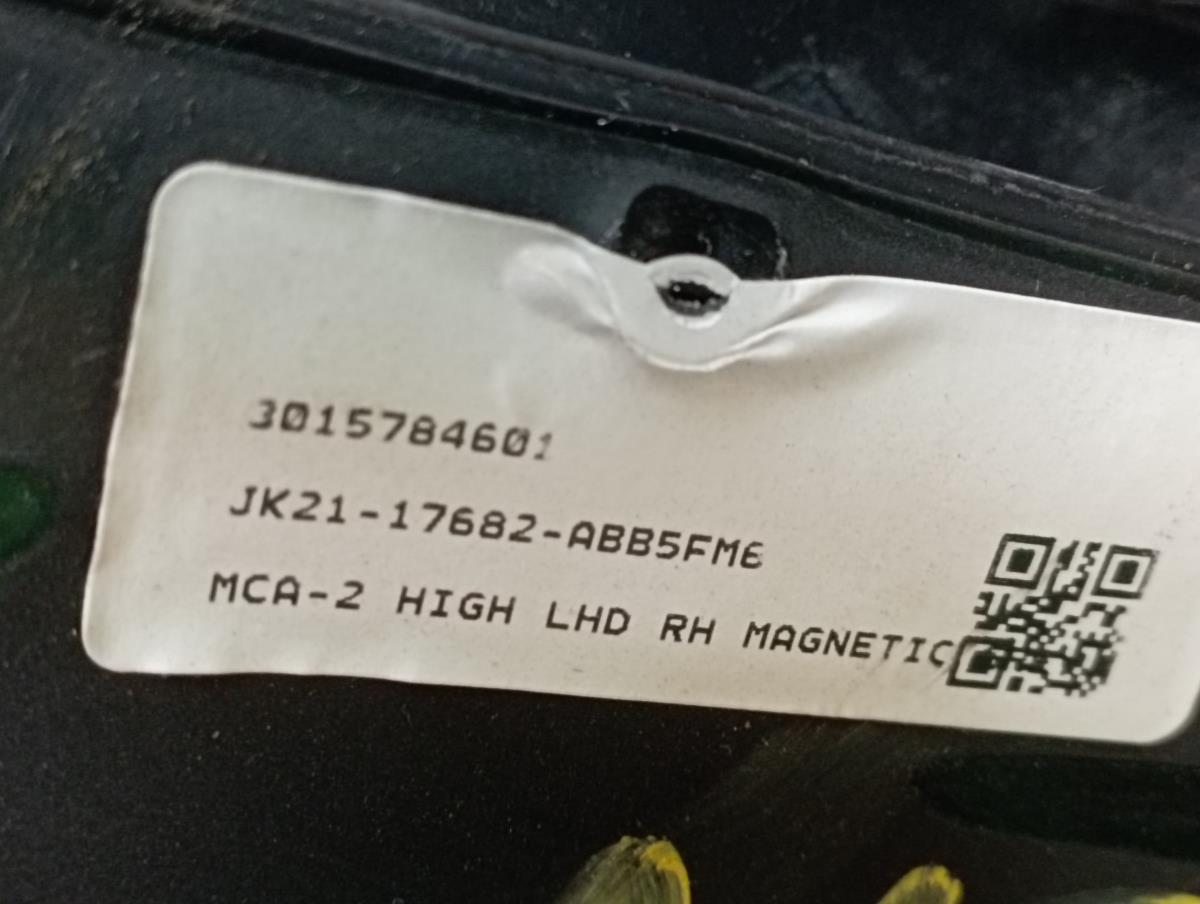 3015784601
JK21-17682-ABB5FM6
MCA-2 HIGH LHD RH MAGNETIC